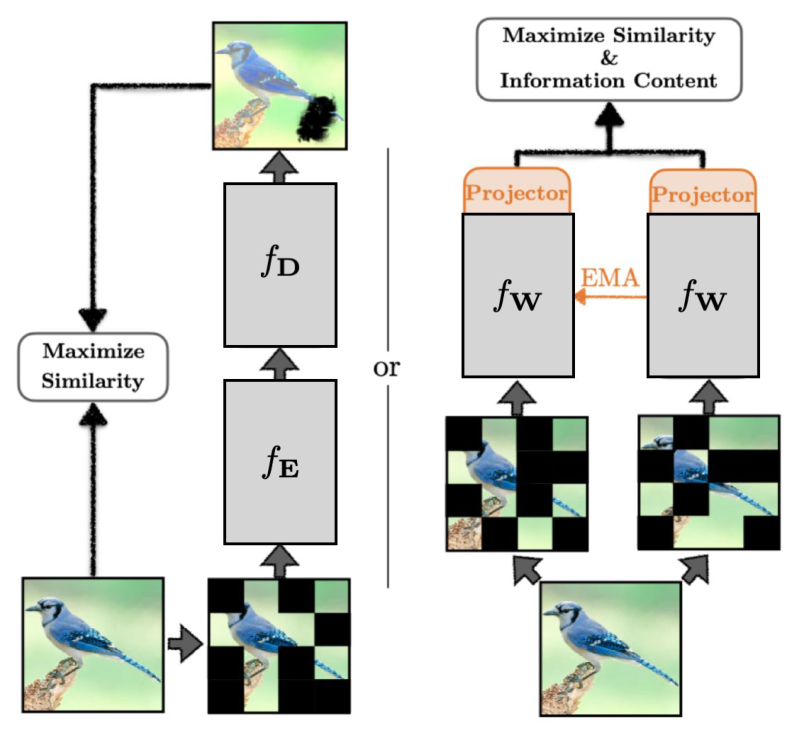 Maximize
Similarity
f_D
f_E
or
Maximize Similarity
&
Information Content
Projector
Projector
f_W
EMA
f_W